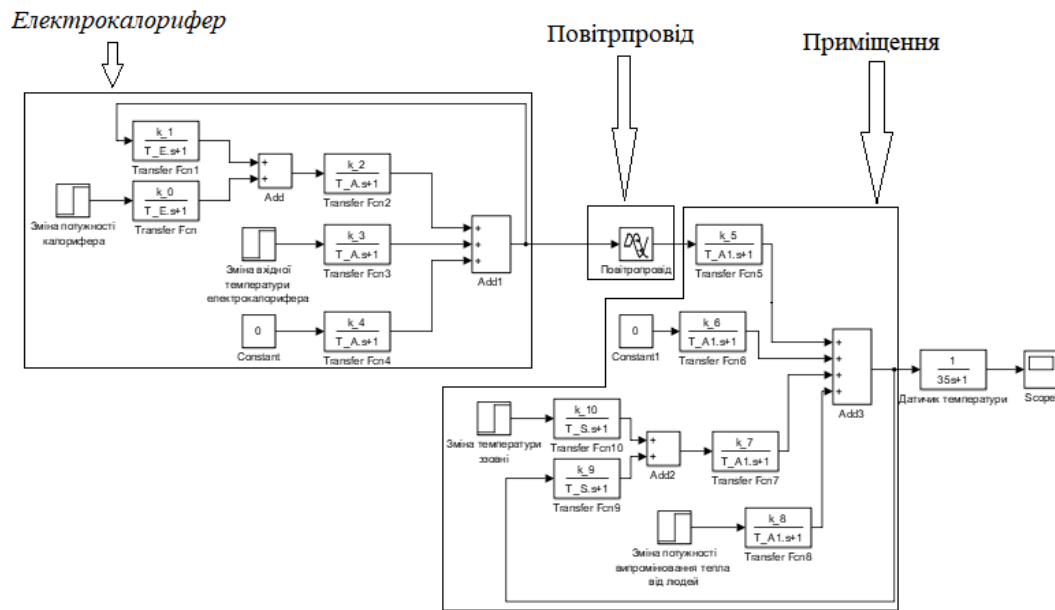 Електрокалорифер
Повітрпровід
Приміщення
k_1
T_E.s+1
Transfer Fcn1
k_0
T_E.s+1
Transfer Fcn
Зміна потужності
калорифера
+
+
Add
k_2
T_A.s+1
Transfer Fcn2
k_3
T_A.s+1
Transfer Fcn3
Зміна вхідної
температури
електрокалорифера
0
Constant
k_4
T_A.s+1
Transfer Fcn4
+
+
+
Add1
Повітропровід
k_5
T_A1.s+1
Transfer Fcn5
0
Constant1
k_6
T_A1.s+1
Transfer Fcn6
Зміна температури
ззовні
k_10
T_S.s+1
Transfer Fcn10
k_9
T_S.s+1
Transfer Fcn9
+
+
Add2
k_7
T_A1.s+1
Transfer Fcn7
Зміна потужності
випромінювання тепла
від людей
k_8
T_A1.s+1
Transfer Fcn8
+
+
+
+
Add3
1
35s+1
Датчик температури
Scope